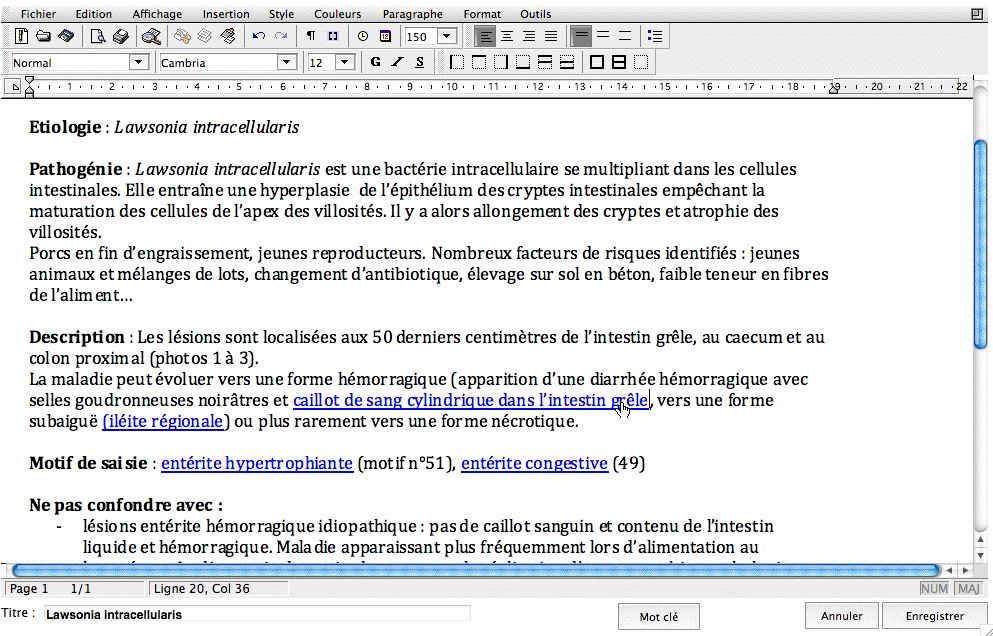 Fichier Edition Affichage Insertion Style Couleurs Paragraphe Format Outils
150
Normal Cambria 12 G I S
1 2 3 4 5 6 7 8 9 10 11 12 13 14 15 16 17 18 19 20 21 22
Etiologie : Lawsonia intracellularis
Pathogénie : Lawsonia intracellularis est une bactérie intracellulaire se multipliant dans les cellules
intestinales. Elle entraîne une hyperplasie de l'épithélium des cryptes intestinales empêchant la
maturation des cellules de l'apex des villosités. Il y a alors allongement des cryptes et atrophie des
villosités.
Porcs en fin d'engraissement, jeunes reproducteurs. Nombreux facteurs de risques identifiés : jeunes
animaux et mélanges de lots, changement d'antibiotique, élevage sur sol en béton, faible teneur en fibres
de l'aliment...
Description : Les lésions sont localisées aux 50 derniers centimètres de l'intestin grêle, au caecum et au
colon proximal (photos 1 à 3).
La maladie peut évoluer vers une forme hémorragique (apparition d'une diarrhée hémorragique avec
selles goudronneuses noirâtres et caillot de sang cylindrique dans l'intestin grêle, vers une forme
subaiguë (iléite régionale) ou plus rarement vers une forme nécrotique.
Motif de saisie : entérite hypertrophiante (motif n°51), entérite congestive (49)
Ne pas confondre avec :
- lésions entérite hémorragique idiopathique : pas de caillot sanguin et contenu de l'intestin
liquide et hémorragique. Maladie apparaissant plus fréquemment lors d'alimentation au
Page 1 1/1 Ligne 20, Col 36 NUM MAJ
Titre : Lawsonia intracellularis Mot clé Annuler Enregistrer